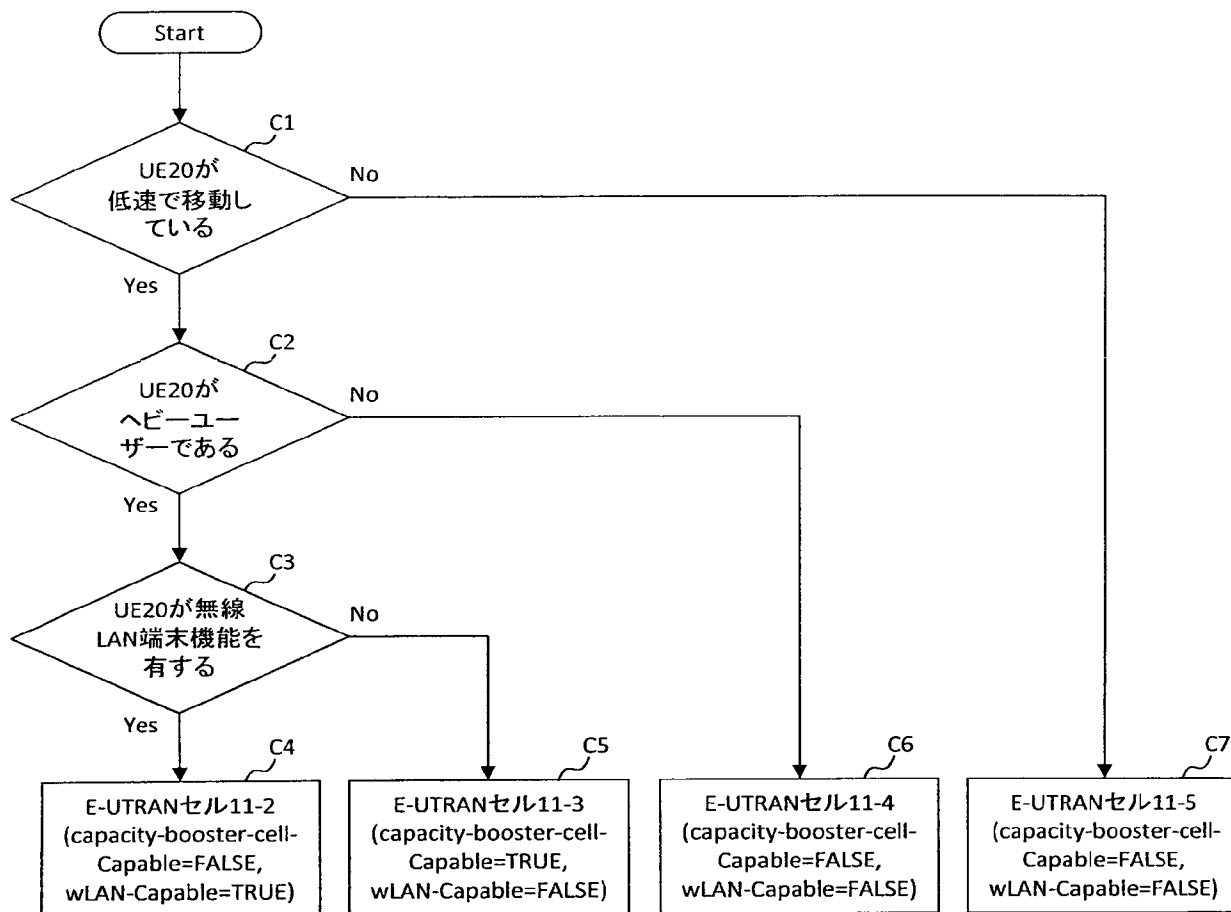 Start
C1
UE20が
低速で移動し
ている
No
Yes
C2
UE20が
ヘビーユー
ザーである
No
Yes
C3
UE20が無線
LAN端末機能を
有する
No
Yes
C4
E-UTRANセル11-2
(capacity-booster-cell-
Capable=FALSE,
wLAN-Capable=TRUE)
C5
E-UTRANセル11-3
(capacity-booster-cell-
Capable=TRUE,
wLAN-Capable=FALSE)
C6
E-UTRANセル11-4
(capacity-booster-cell-
Capable=FALSE,
wLAN-Capable=FALSE)
C7
E-UTRANセル11-5
(capacity-booster-cell-
Capable=FALSE,
wLAN-Capable=FALSE)